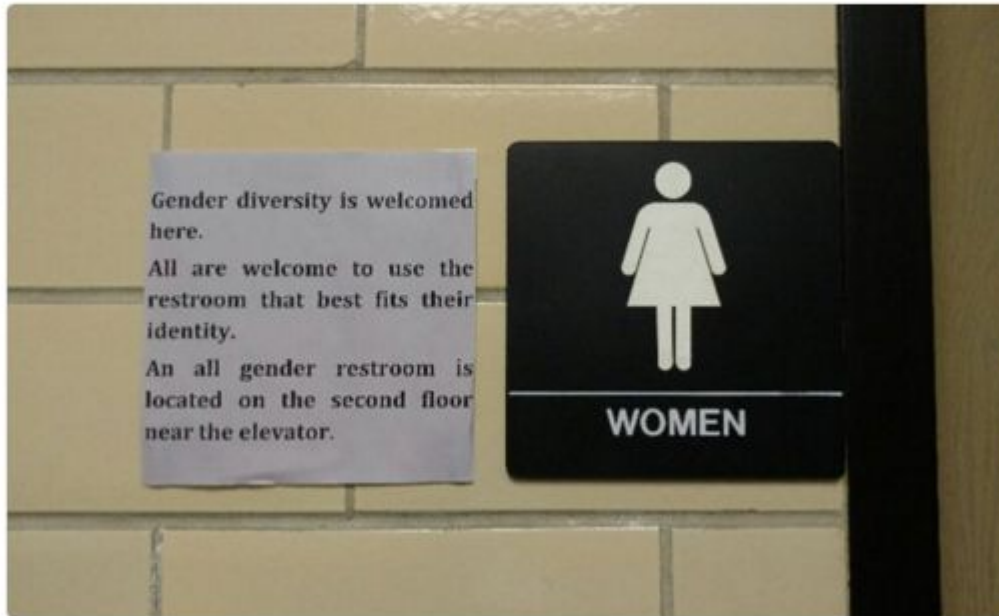 Gender diversity is welcomed
here.
All are welcome to use the
restroom that best fits their
identity.
An all gender restroom is
located on the second floor
near the elevator.
WOMEN